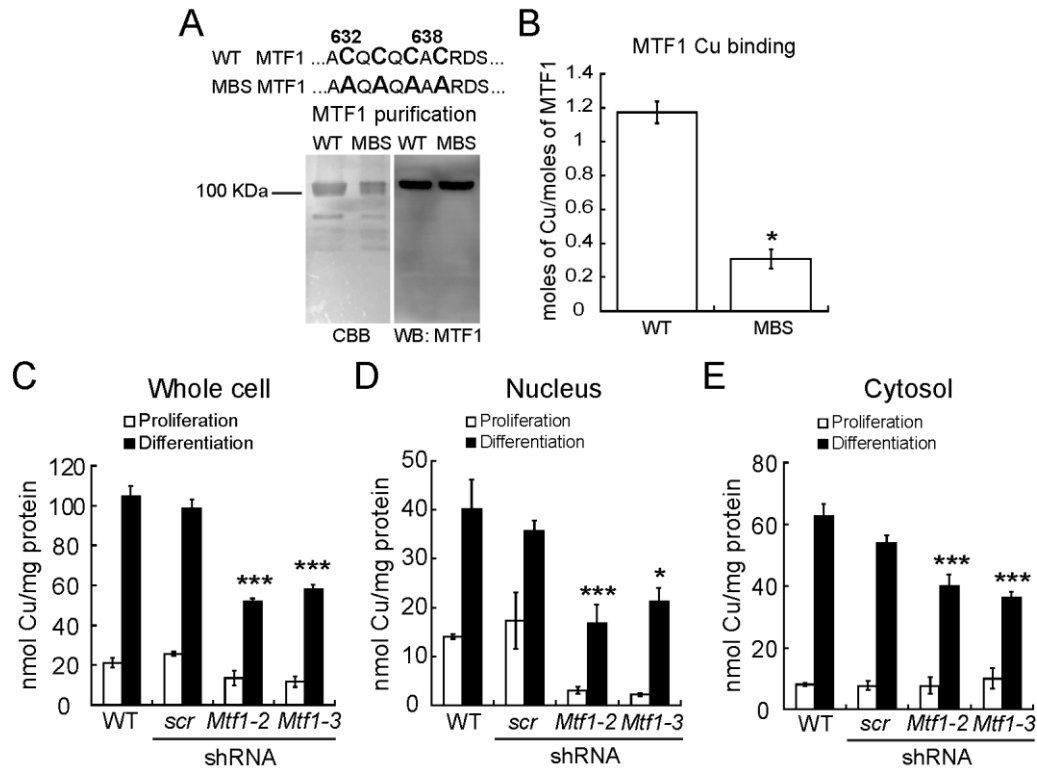 A
632 638
WT MTF1 ...ACQCQCACRDS...
MBS MTF1 ...AAQAQAAARDS...
MTF1 purification
WT MBS WT MBS
100 KDa
CBB WB: MTF1
B
MTF1 Cu binding
moles of Cu/moles of MTF1
1.4
1.2
1
0.8
0.6
0.4
0.2
0
*
WT MBS
C
Whole cell
Proliferation
Differentiation
nmol Cu/mg protein
120
100
80
60
40
20
0
*** ***
WT scr Mtf1-2 Mtf1-3
shRNA
D
Nucleus
Proliferation
Differentiation
nmol Cu/mg protein
50
40
30
20
10
0
*** *
WT scr Mtf1-2 Mtf1-3
shRNA
E
Cytosol
Proliferation
Differentiation
nmol Cu/mg protein
80
60
40
20
0
*** ***
WT scr Mtf1-2 Mtf1-3
shRNA